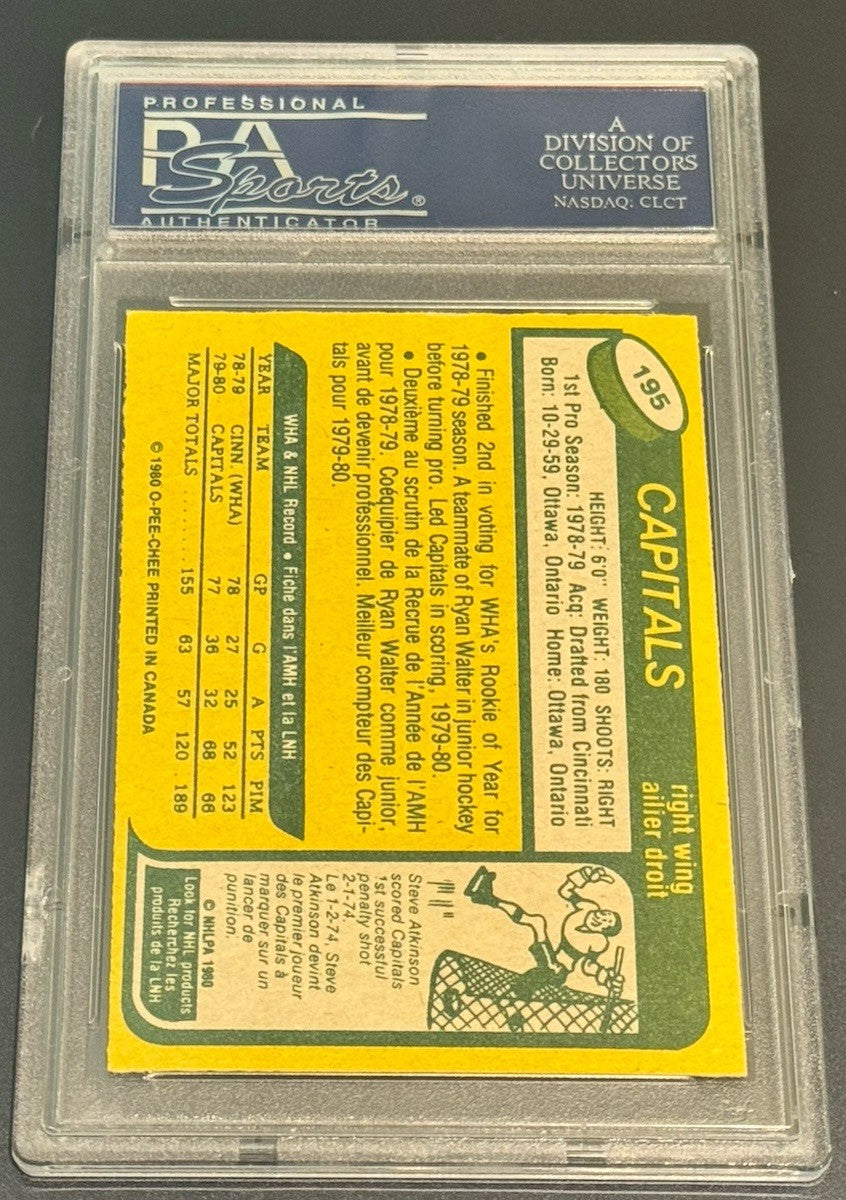 PROFESSIONAL
PSA
Sports®
AUTHENTICATOR
A
DIVISION OF
COLLECTORS
UNIVERSE
NASDAQ: CLCT
195
CAPITALS
right wing
ailier droit
HEIGHT: 6'0" WEIGHT: 180 SHOOTS: RIGHT
1st Pro Season: 1978-79 Acq: Drafted from Cincinnati
Born: 10-29-59, Ottawa, Ontario Home: Ottawa, Ontario
• Finished 2nd in voting for WHA's Rookie of Year for
1978-79 season. A teammate of Ryan Walter in junior hockey
before turning pro. Led Capitals in scoring, 1979-80.
• Deuxième au scrutin de la Recrue de l'Année de l'AMH
pour 1978-79. Coéquipier de Ryan Walter comme junior,
avant de devenir professionnel. Meilleur compteur des Capi-
tals pour 1979-80.
WHA & NHL Record • Fiche dans l'AMH et la LNH
YEAR TEAM GP G A PTS PIM
78-79 CINN. (WHA) 78 27 25 52 123
79-80 CAPITALS 77 36 32 68 66
MAJOR TOTALS ........ 155 63 57 120 189
© 1980 O-PEE-CHEE PRINTED IN CANADA
Steve Atkinson
scored Capitals
1st successful
penalty shot
2-1-74.
Le 1-2-74, Steve
Atkinson devint
le premier joueur
des Capitals à
marquer sur un
lancer de
punition.
© NHLPA 1980
Look for NHL products
Recherchez les
produits de la LNH